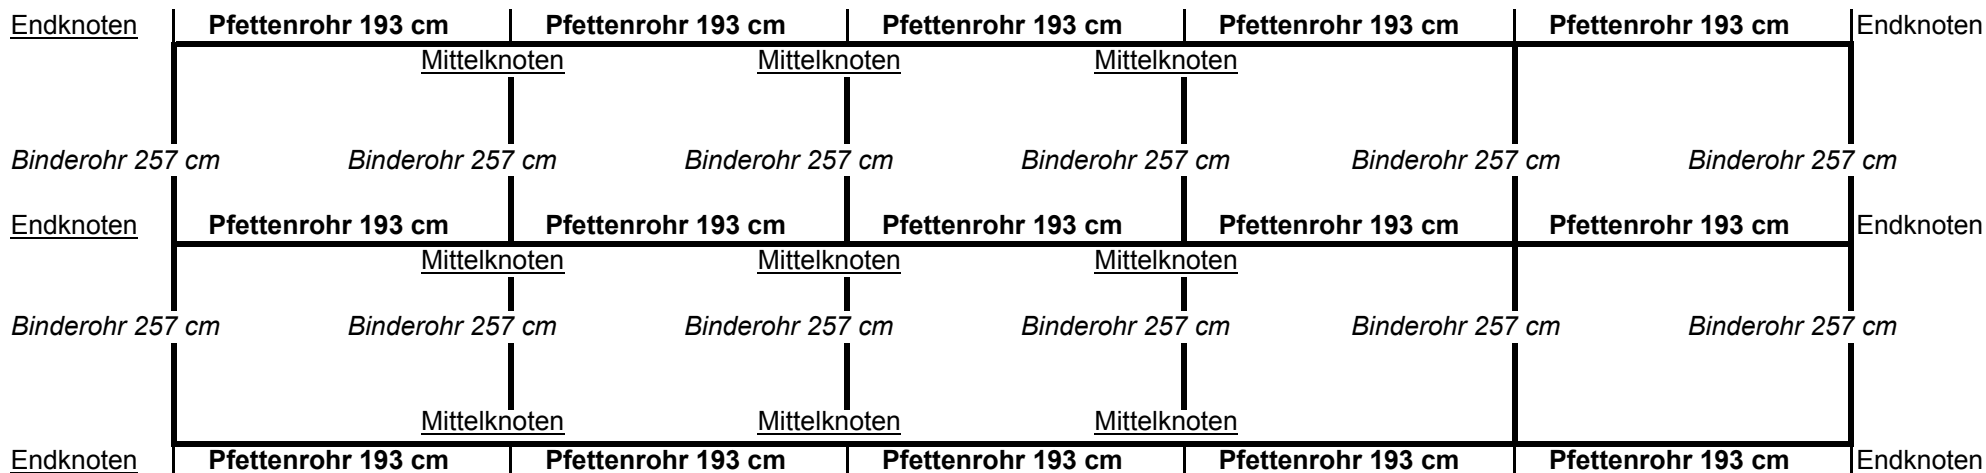 Endknoten Pfettenrohr 193 cm Pfettenrohr 193 cm Pfettenrohr 193 cm Pfettenrohr 193 cm Pfettenrohr 193 cm Endknoten
Mittelknoten Mittelknoten Mittelknoten
Binderohr 257 cm Binderohr 257 cm Binderohr 257 cm Binderohr 257 cm Binderohr 257 cm Binderohr 257 cm
Endknoten Pfettenrohr 193 cm Pfettenrohr 193 cm Pfettenrohr 193 cm Pfettenrohr 193 cm Pfettenrohr 193 cm Endknoten
Mittelknoten Mittelknoten Mittelknoten
Binderohr 257 cm Binderohr 257 cm Binderohr 257 cm Binderohr 257 cm Binderohr 257 cm Binderohr 257 cm
Mittelknoten Mittelknoten Mittelknoten
Endknoten Pfettenrohr 193 cm Pfettenrohr 193 cm Pfettenrohr 193 cm Pfettenrohr 193 cm Pfettenrohr 193 cm Endknoten